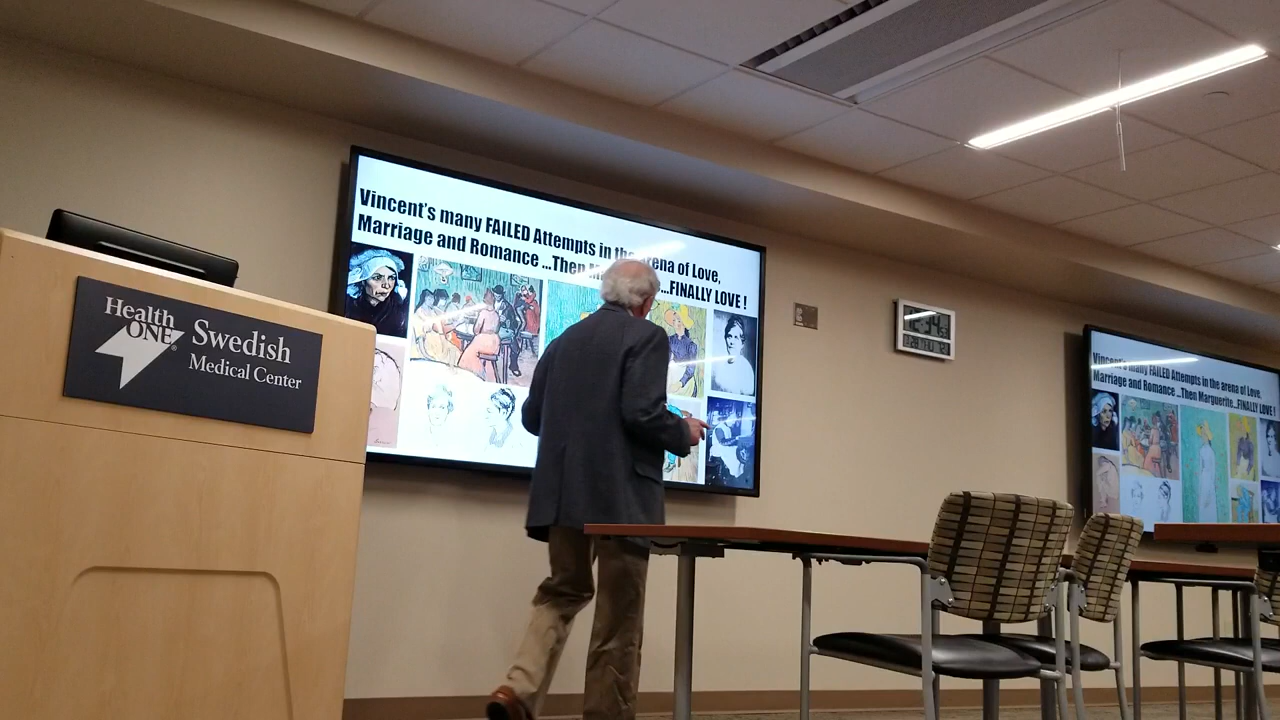 Health
ONE®
Swedish
Medical Center
Vincent's many FAILED Attempts in the arena of Love,
Marriage and Romance ...Then M ...FINALLY LOVE !
Vincent's many FAILED Attempts in the arena of Love,
Marriage and Romance ...Then Marguerite...FINALLY LOVE !